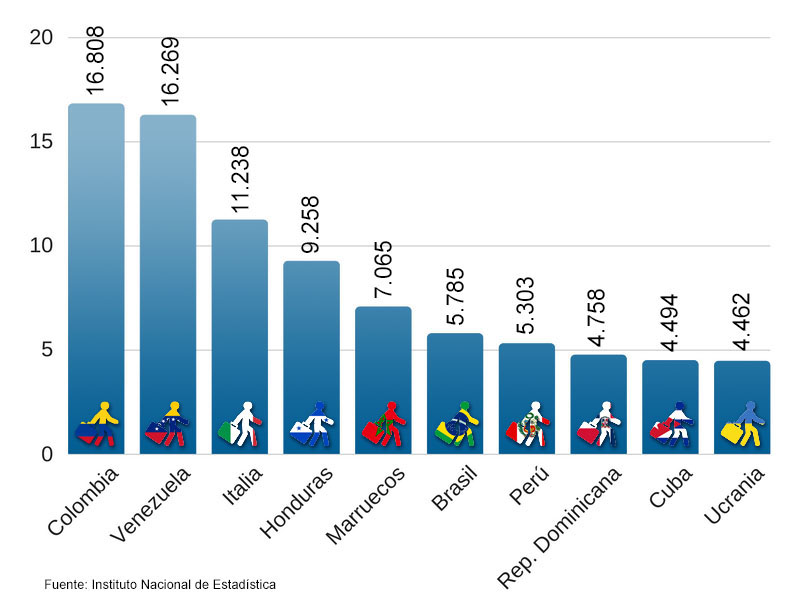 20
15
10
5
0
16.808
16.269
11.238
9.258
7.065
5.785
5.303
4.758
4.494
4.462
Colombia
Venezuela
Italia
Honduras
Marruecos
Brasil
Perú
Rep. Dominicana
Cuba
Ucrania
Fuente: Instituto Nacional de Estadística